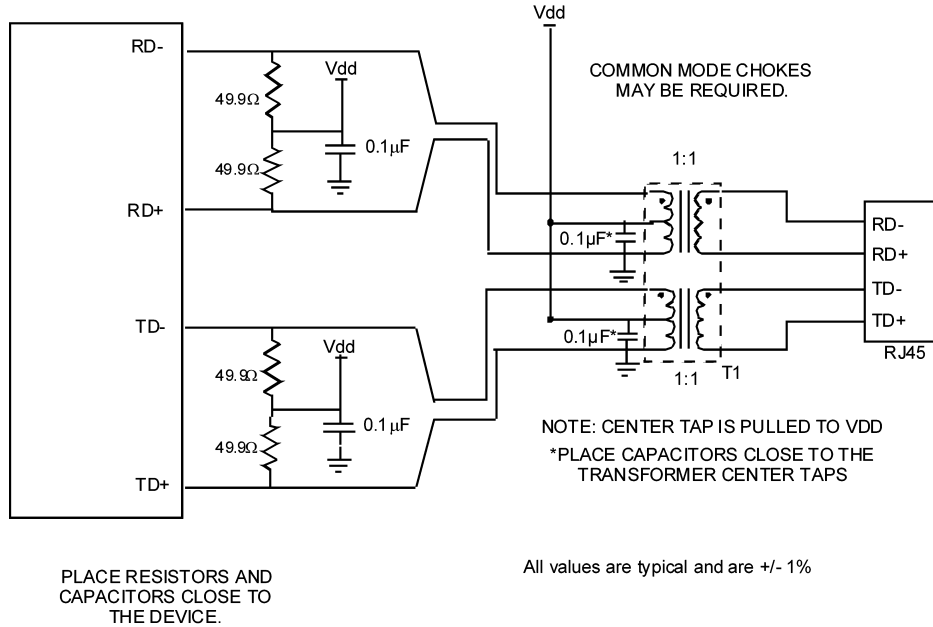 Vdd
RD-
COMMON MODE CHOKES
MAY BE REQUIRED.
Vdd
49.9Ω
0.1µF
49.9Ω
1:1
RD+
RD-
0.1µF*
RD+
TD-
TD-
TD+
0.1µF*
Vdd
RJ45
49.9Ω
1:1
T1
0.1µF
NOTE: CENTER TAP IS PULLED TO VDD
49.9Ω
*PLACE CAPACITORS CLOSE TO THE
TRANSFORMER CENTER TAPS
TD+
All values are typical and are +/- 1%
PLACE RESISTORS AND
CAPACITORS CLOSE TO
THE DEVICE.